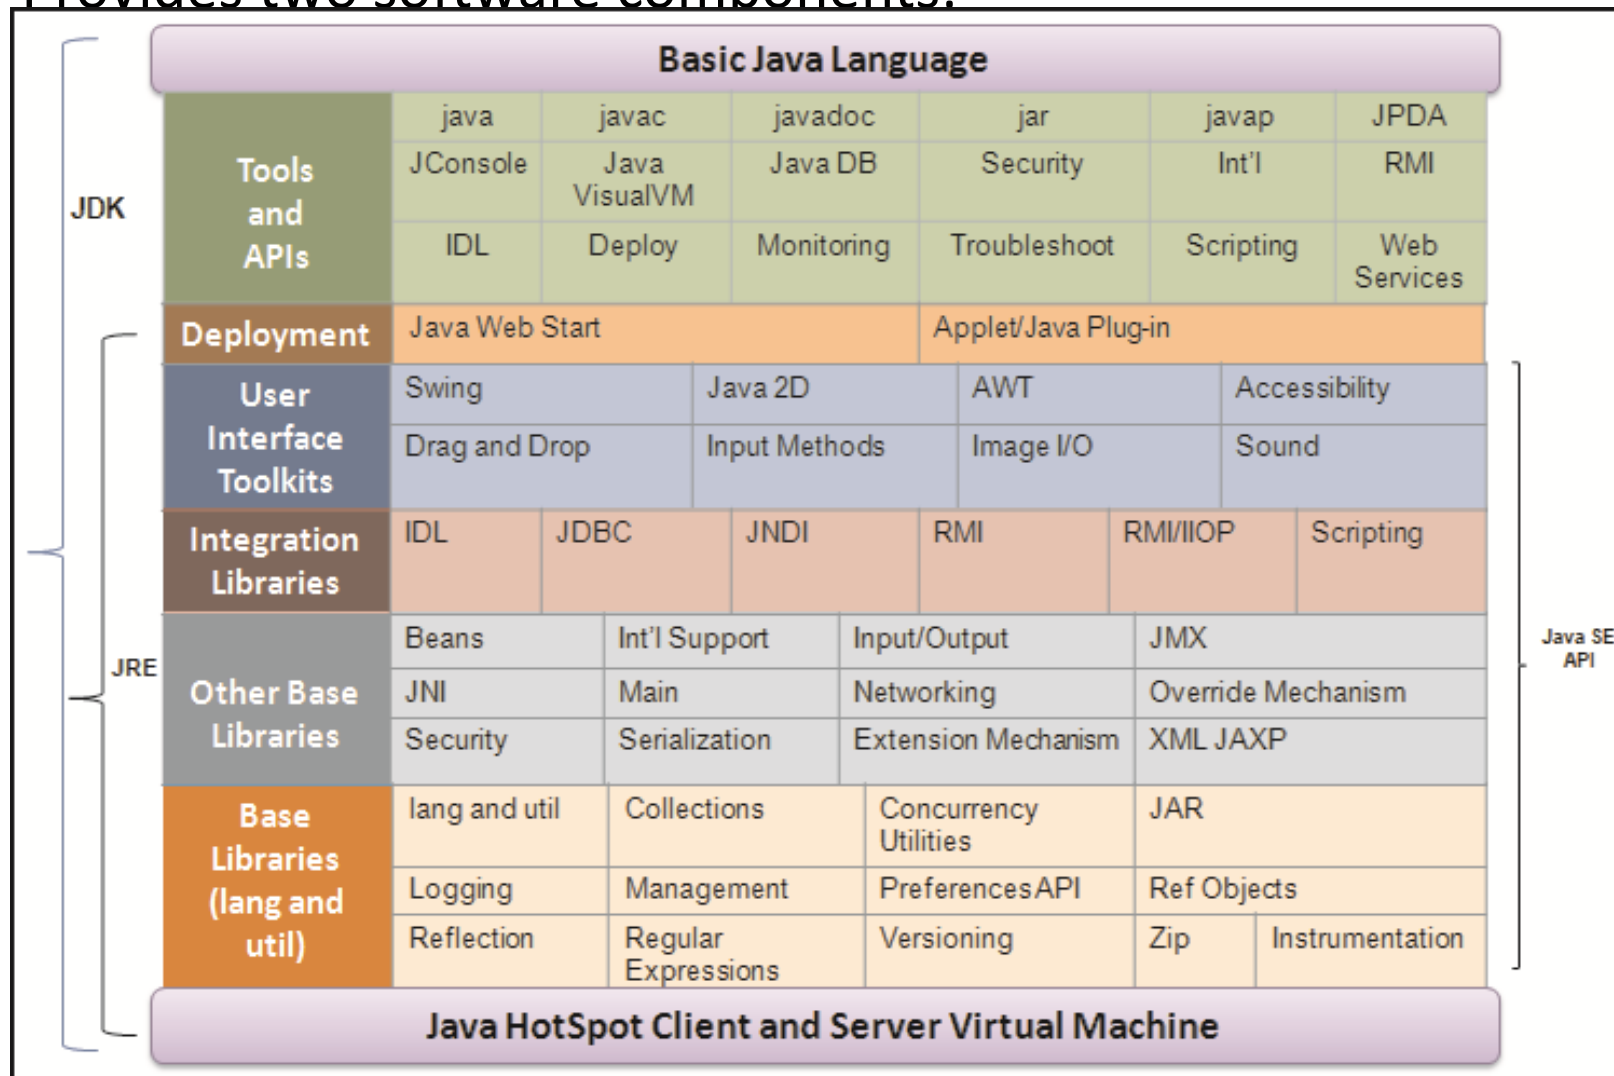 Provides two software components:
Basic Java Language
JDK
Tools
and
APIs
java javac javadoc jar javap JPDA
JConsole Java VisualVM Java DB Security Int'l RMI
IDL Deploy Monitoring Troubleshoot Scripting Web Services
Deployment
Java Web Start Applet/Java Plug-in
User
Interface
Toolkits
Swing Java 2D AWT Accessibility
Drag and Drop Input Methods Image I/O Sound
Integration
Libraries
IDL JDBC JNDI RMI RMI/IIOP Scripting
JRE
Other Base
Libraries
Beans Int'l Support Input/Output JMX
JNI Main Networking Override Mechanism
Security Serialization Extension Mechanism XML JAXP
Java SE
API
Base
Libraries
(lang and
util)
lang and util Collections Concurrency Utilities JAR
Logging Management Preferences API Ref Objects
Reflection Regular Expressions Versioning Zip Instrumentation
Java HotSpot Client and Server Virtual Machine